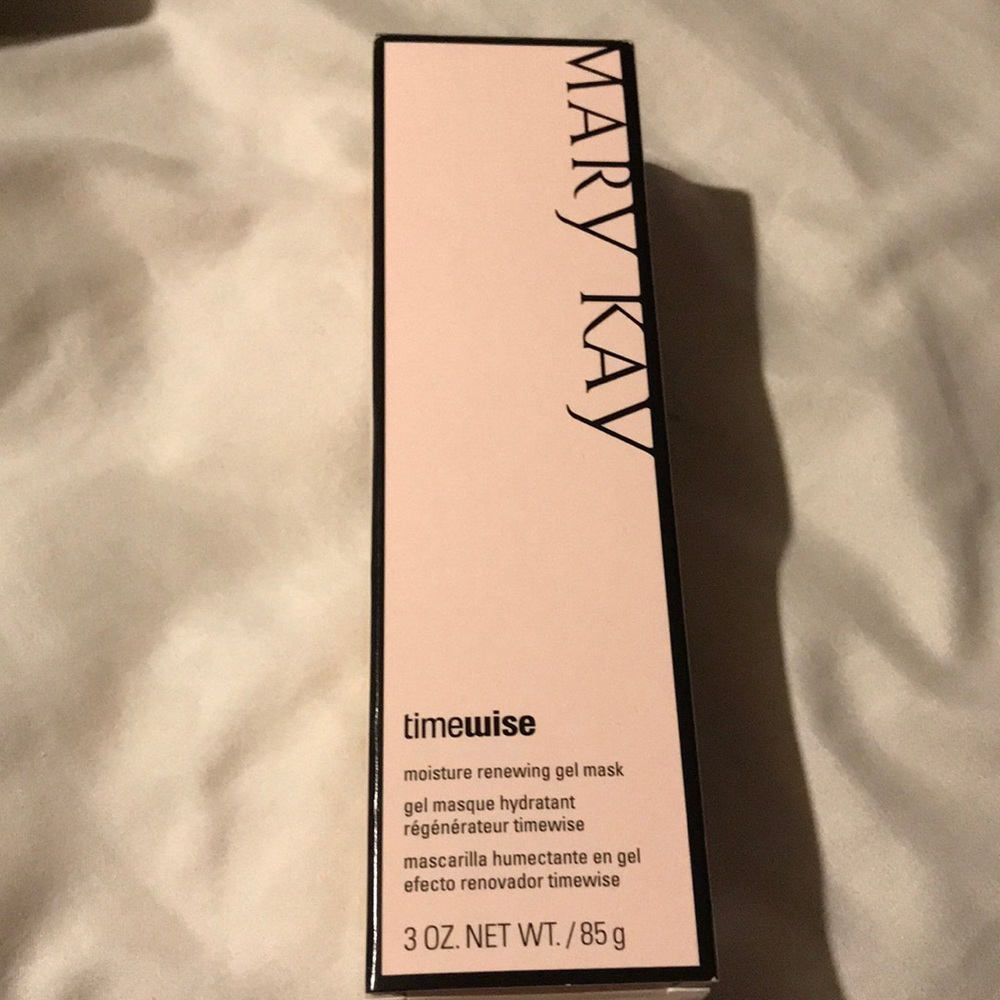 MARY KAY
timewise
moisture renewing gel mask
gel masque hydratant
régénérateur timewise
mascarilla humectante en gel
efecto renovador timewise
3 OZ. NET WT. / 85 g